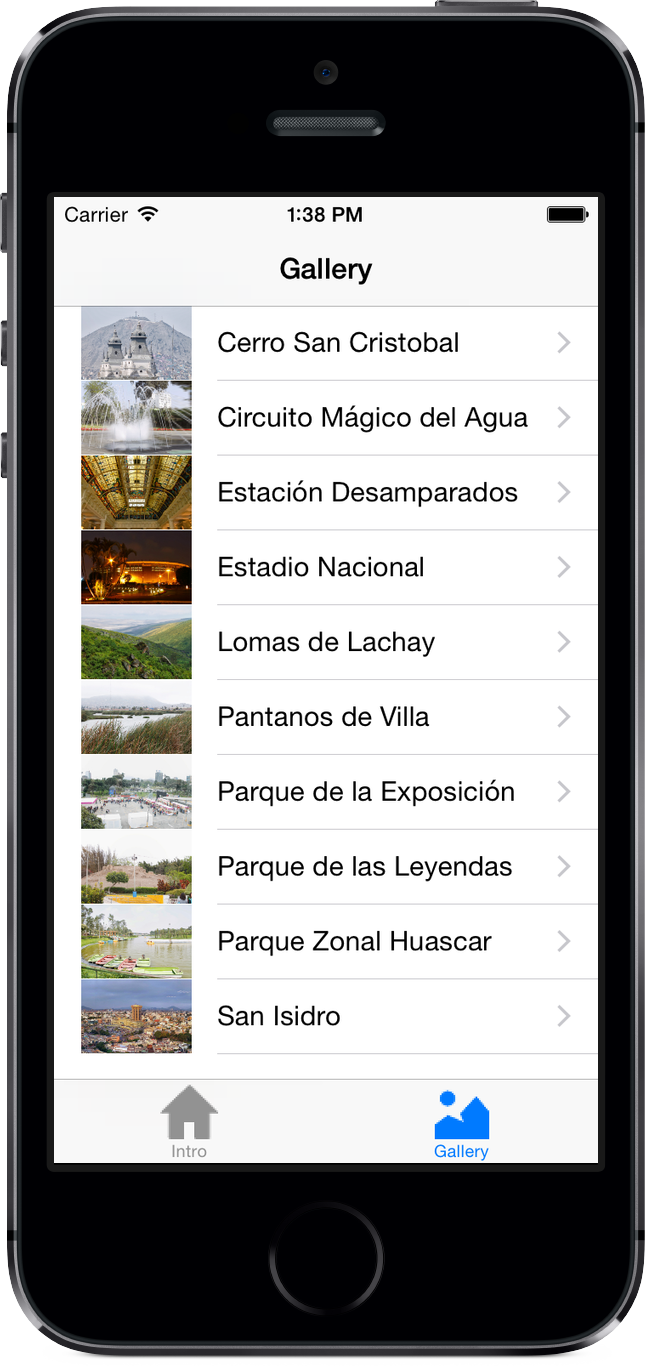 Carrier 1:38 PM
Gallery
Cerro San Cristobal
Circuito Mágico del Agua
Estación Desamparados
Estadio Nacional
Lomas de Lachay
Pantanos de Villa
Parque de la Exposición
Parque de las Leyendas
Parque Zonal Huascar
San Isidro
Intro Gallery